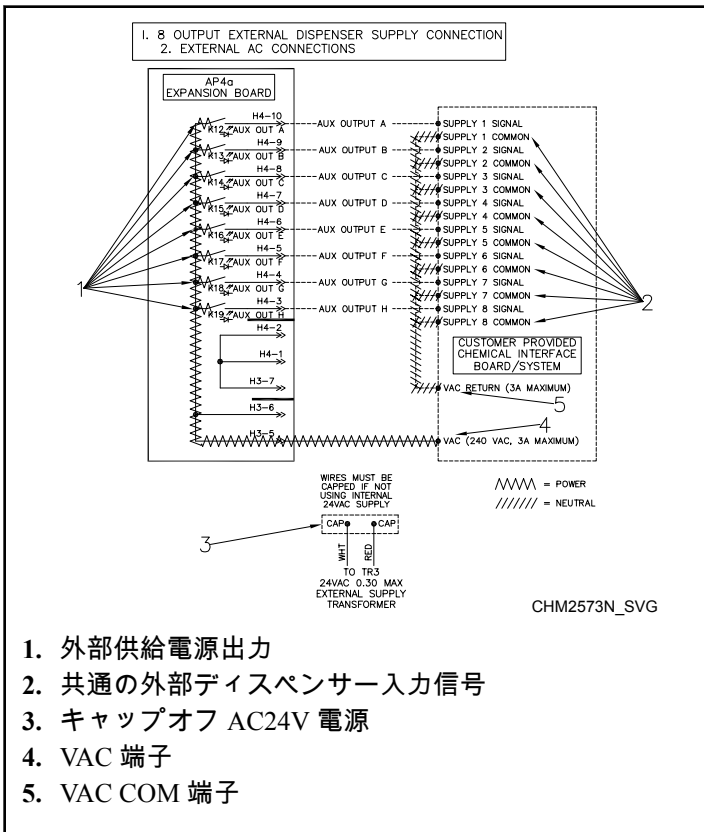 I. 8 OUTPUT EXTERNAL DISPENSER SUPPLY CONNECTION
2. EXTERNAL AC CONNECTIONS
AP4a
EXPANSION BOARD
H4-10
K12 AUX OUT A
AUX OUTPUT A
SUPPLY 1 SIGNAL
SUPPLY 1 COMMON
H4-9
K13 AUX OUT B
AUX OUTPUT B
SUPPLY 2 SIGNAL
SUPPLY 2 COMMON
H4-8
K14 AUX OUT C
AUX OUTPUT C
SUPPLY 3 SIGNAL
SUPPLY 3 COMMON
H4-7
K15 AUX OUT D
AUX OUTPUT D
SUPPLY 4 SIGNAL
SUPPLY 4 COMMON
H4-6
K16 AUX OUT E
AUX OUTPUT E
SUPPLY 5 SIGNAL
SUPPLY 5 COMMON
H4-5
K17 AUX OUT F
AUX OUTPUT F
SUPPLY 6 SIGNAL
SUPPLY 6 COMMON
H4-4
K18 AUX OUT G
AUX OUTPUT G
SUPPLY 7 SIGNAL
SUPPLY 7 COMMON
H4-3
K19 AUX OUT H
AUX OUTPUT H
SUPPLY 8 SIGNAL
SUPPLY 8 COMMON
1
2
H4-2
H4-1
H3-7
H3-6
H3-5
CUSTOMER PROVIDED
CHEMICAL INTERFACE
BOARD/SYSTEM
VAC RETURN (3A MAXIMUM)
5
4
VAC (240 VAC, 3A MAXIMUM)
WIRES MUST BE
CAPPED IF NOT
USING INTERNAL
24VAC SUPPLY
= POWER
= NEUTRAL
CAP CAP
3
WHT
RED
TO TR3
24VAC 0.30 MAX
EXTERNAL SUPPLY
TRANSFORMER
CHM2573N_SVG
1. 外部供給電源出力
2. 共通の外部ディスペンサー入力信号
3. キャップオフ AC24V 電源
4. VAC 端子
5. VAC COM 端子